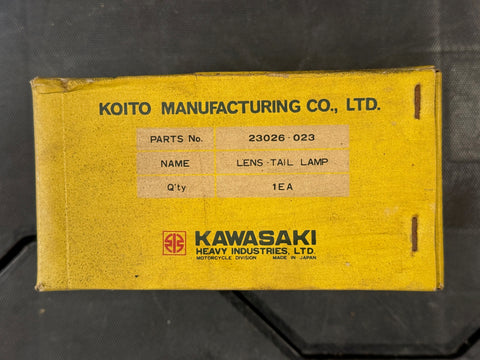 KOITO MANUFACTURING CO., LTD.
PARTS No. 23026-023
NAME LENS-TAIL LAMP
Q'ty 1EA
KAWASAKI
HEAVY INDUSTRIES, LTD.
MOTORCYCLE DIVISION MADE IN JAPAN